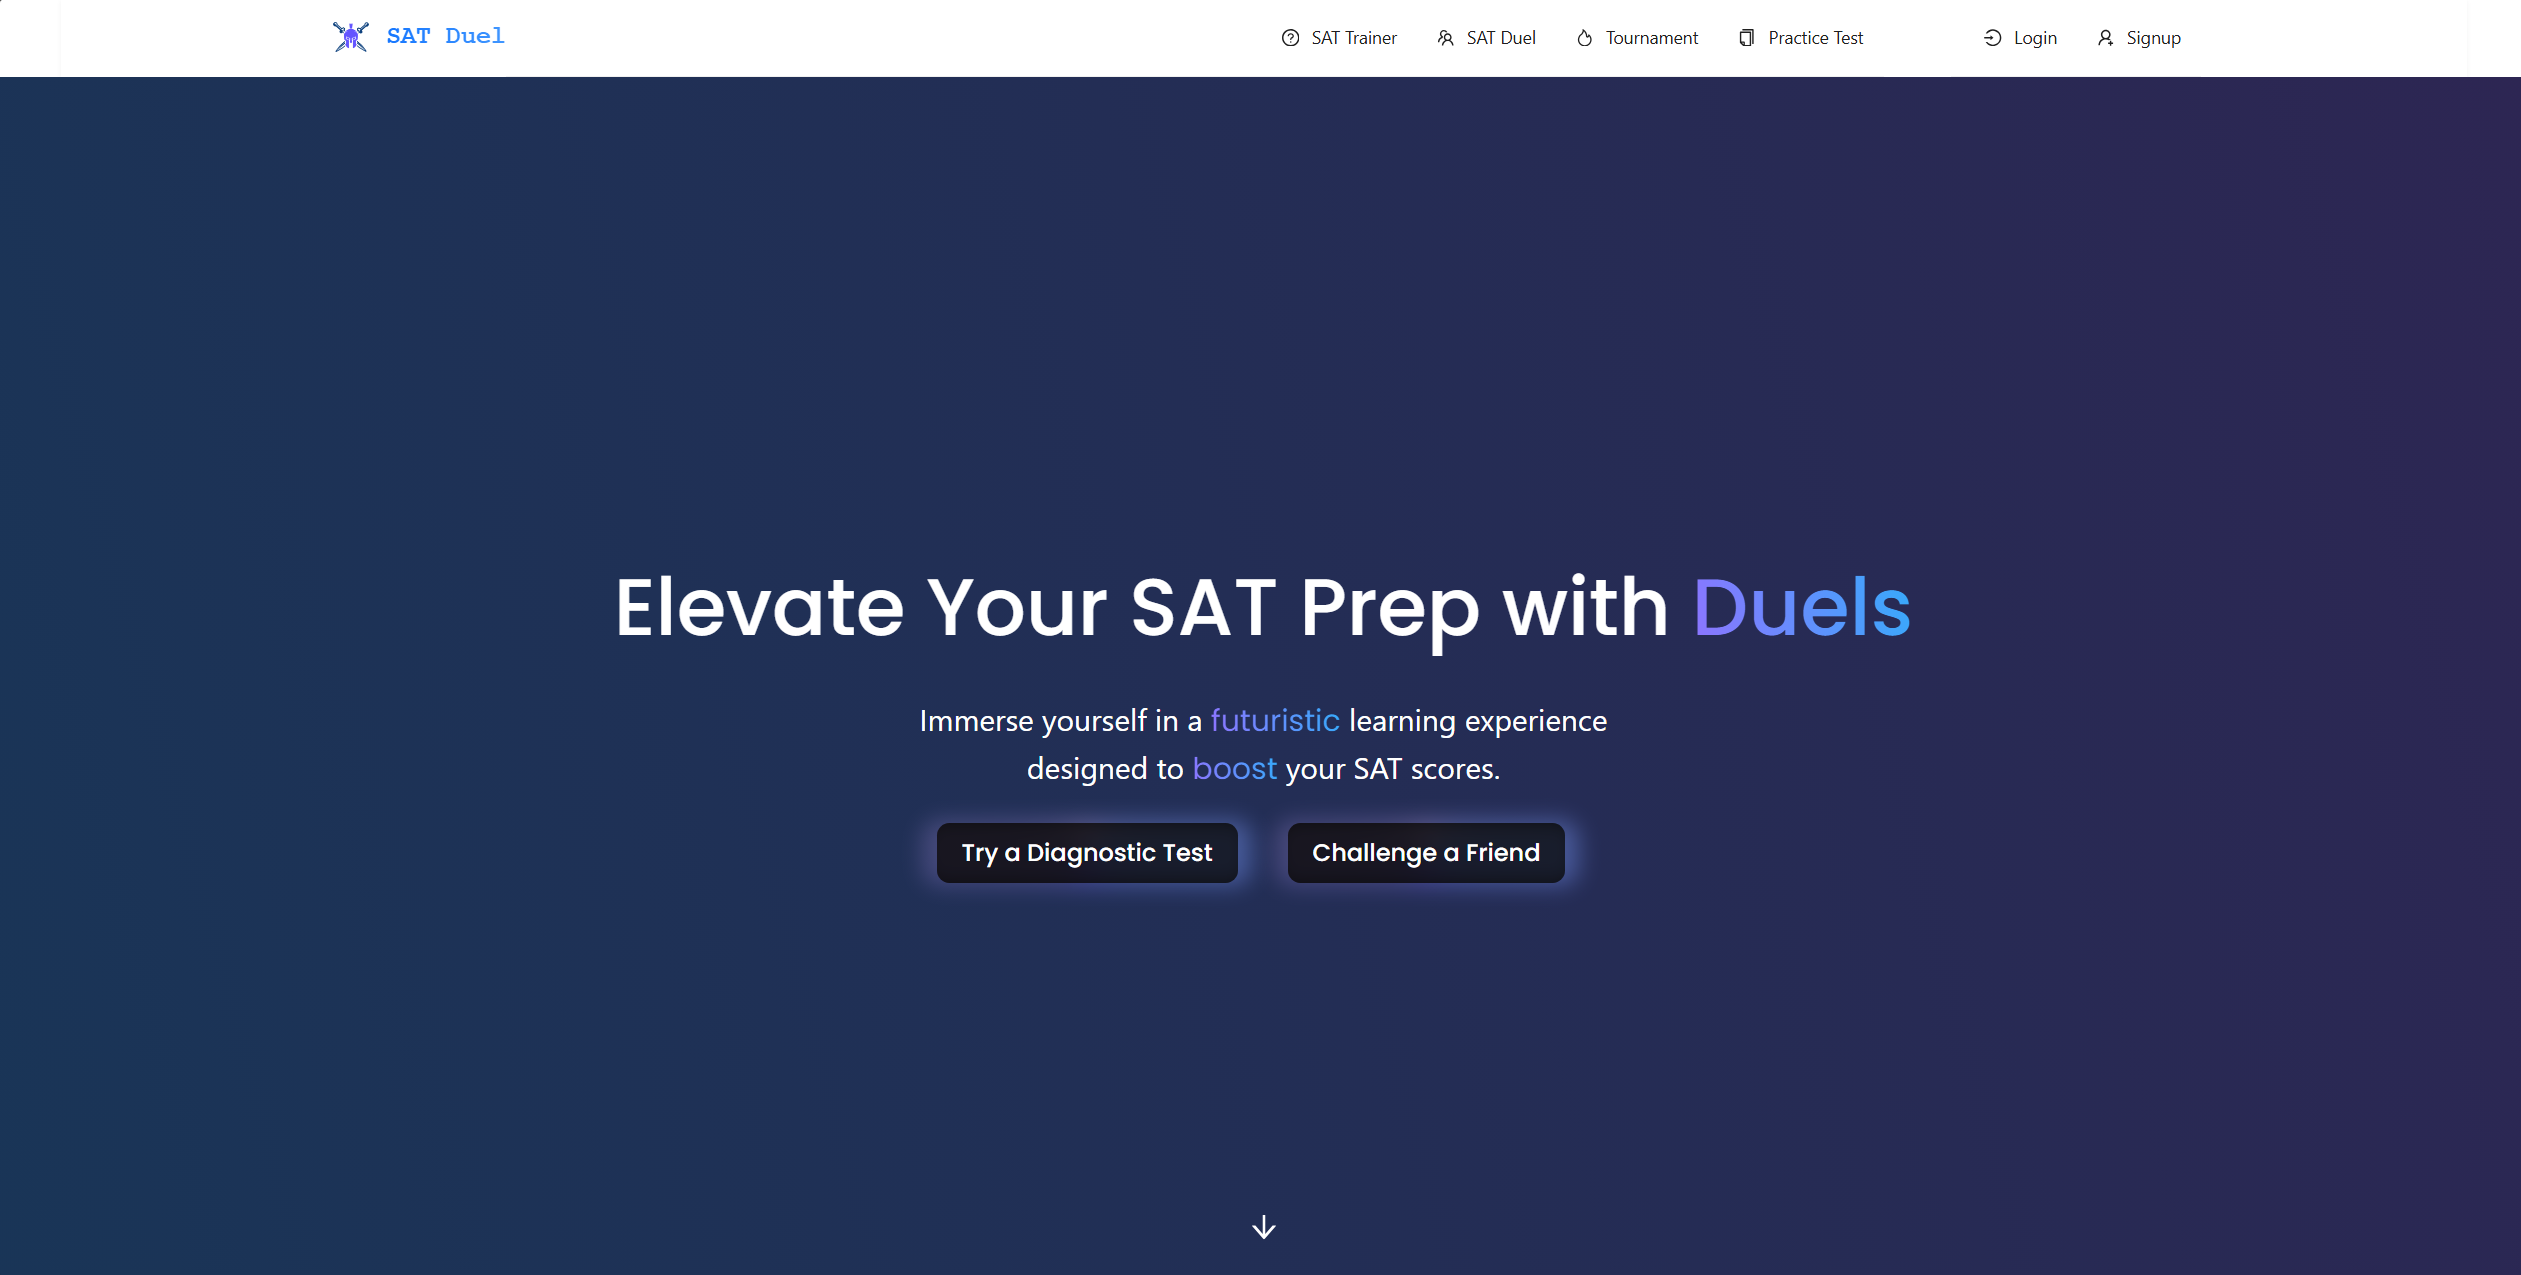 SAT Duel
SAT Trainer
SAT Duel
Tournament
Practice Test
Login
Signup
Elevate Your SAT Prep with Duels
Immerse yourself in a futuristic learning experience
designed to boost your SAT scores.
Try a Diagnostic Test
Challenge a Friend